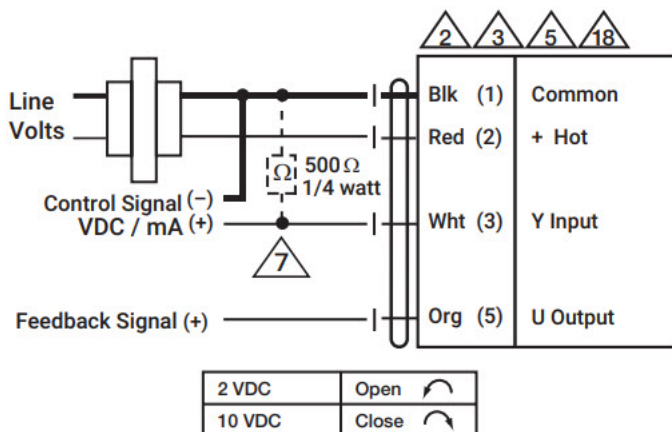 2 3 5 18
Line
Volts
Blk (1) Common
Red (2) + Hot
Ω 500 Ω
1/4 watt
Control Signal (–)
VDC / mA (+)
Wht (3) Y Input
7
Feedback Signal (+)
Org (5) U Output
2 VDC Open
10 VDC Close